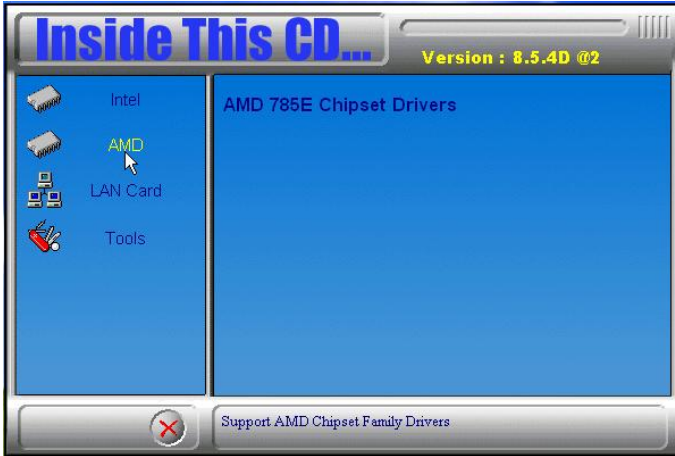 Inside This CD...
Version : 8.5.4D @2
Intel
AMD
LAN Card
Tools
AMD 785E Chipset Drivers
Support AMD Chipset Family Drivers